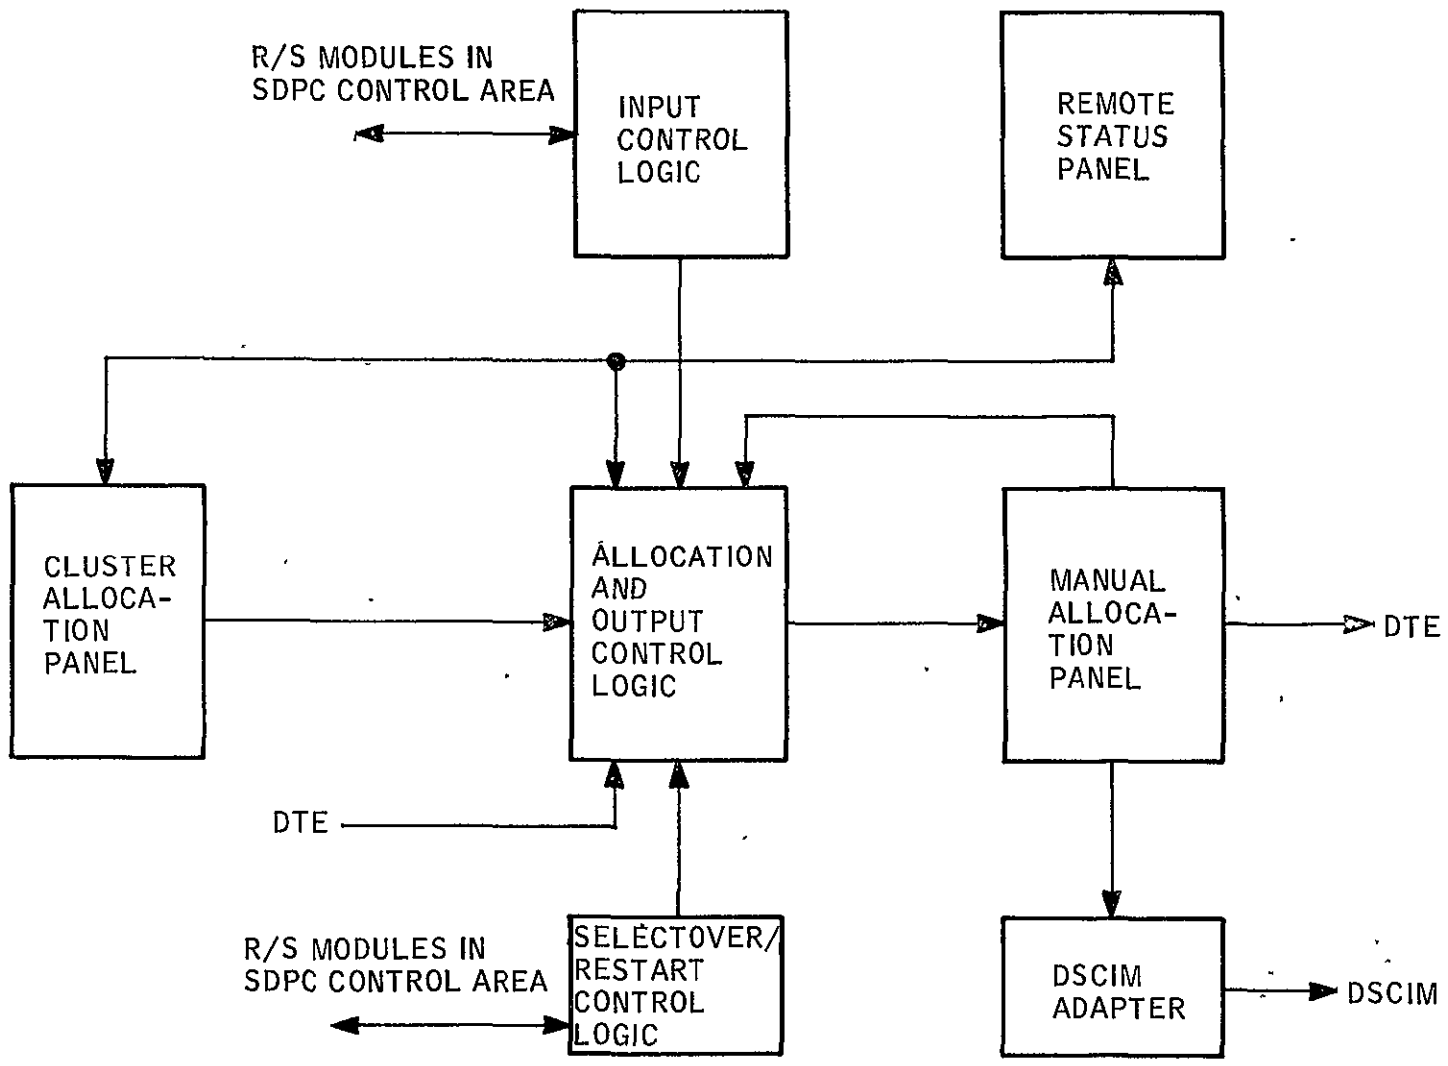 R/S MODULES IN
SDPC CONTROL AREA
INPUT
CONTROL
LOGIC
REMOTE
STATUS
PANEL
CLUSTER
ALLOCA-
TION
PANEL
ALLOCATION
AND
OUTPUT
CONTROL
LOGIC
MANUAL
ALLOCA-
TION
PANEL
DTE
DTE
R/S MODULES IN
SDPC CONTROL AREA
SELECTOVER/
RESTART
CONTROL
LOGIC
DSCIM
ADAPTER
DSCIM